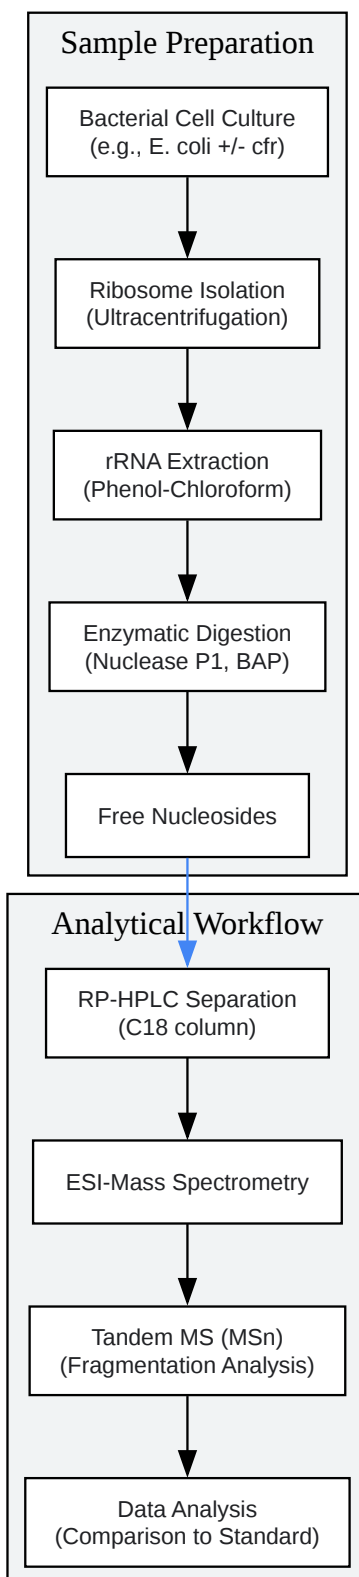 Sample Preparation
Bacterial Cell Culture
(e.g., E. coli +/- cfr)
Ribosome Isolation
(Ultracentrifugation)
rRNA Extraction
(Phenol-Chloroform)
Enzymatic Digestion
(Nuclease P1, BAP)
Free Nucleosides
Analytical Workflow
RP-HPLC Separation
(C18 column)
ESI-Mass Spectrometry
Tandem MS (MSn)
(Fragmentation Analysis)
Data Analysis
(Comparison to Standard)